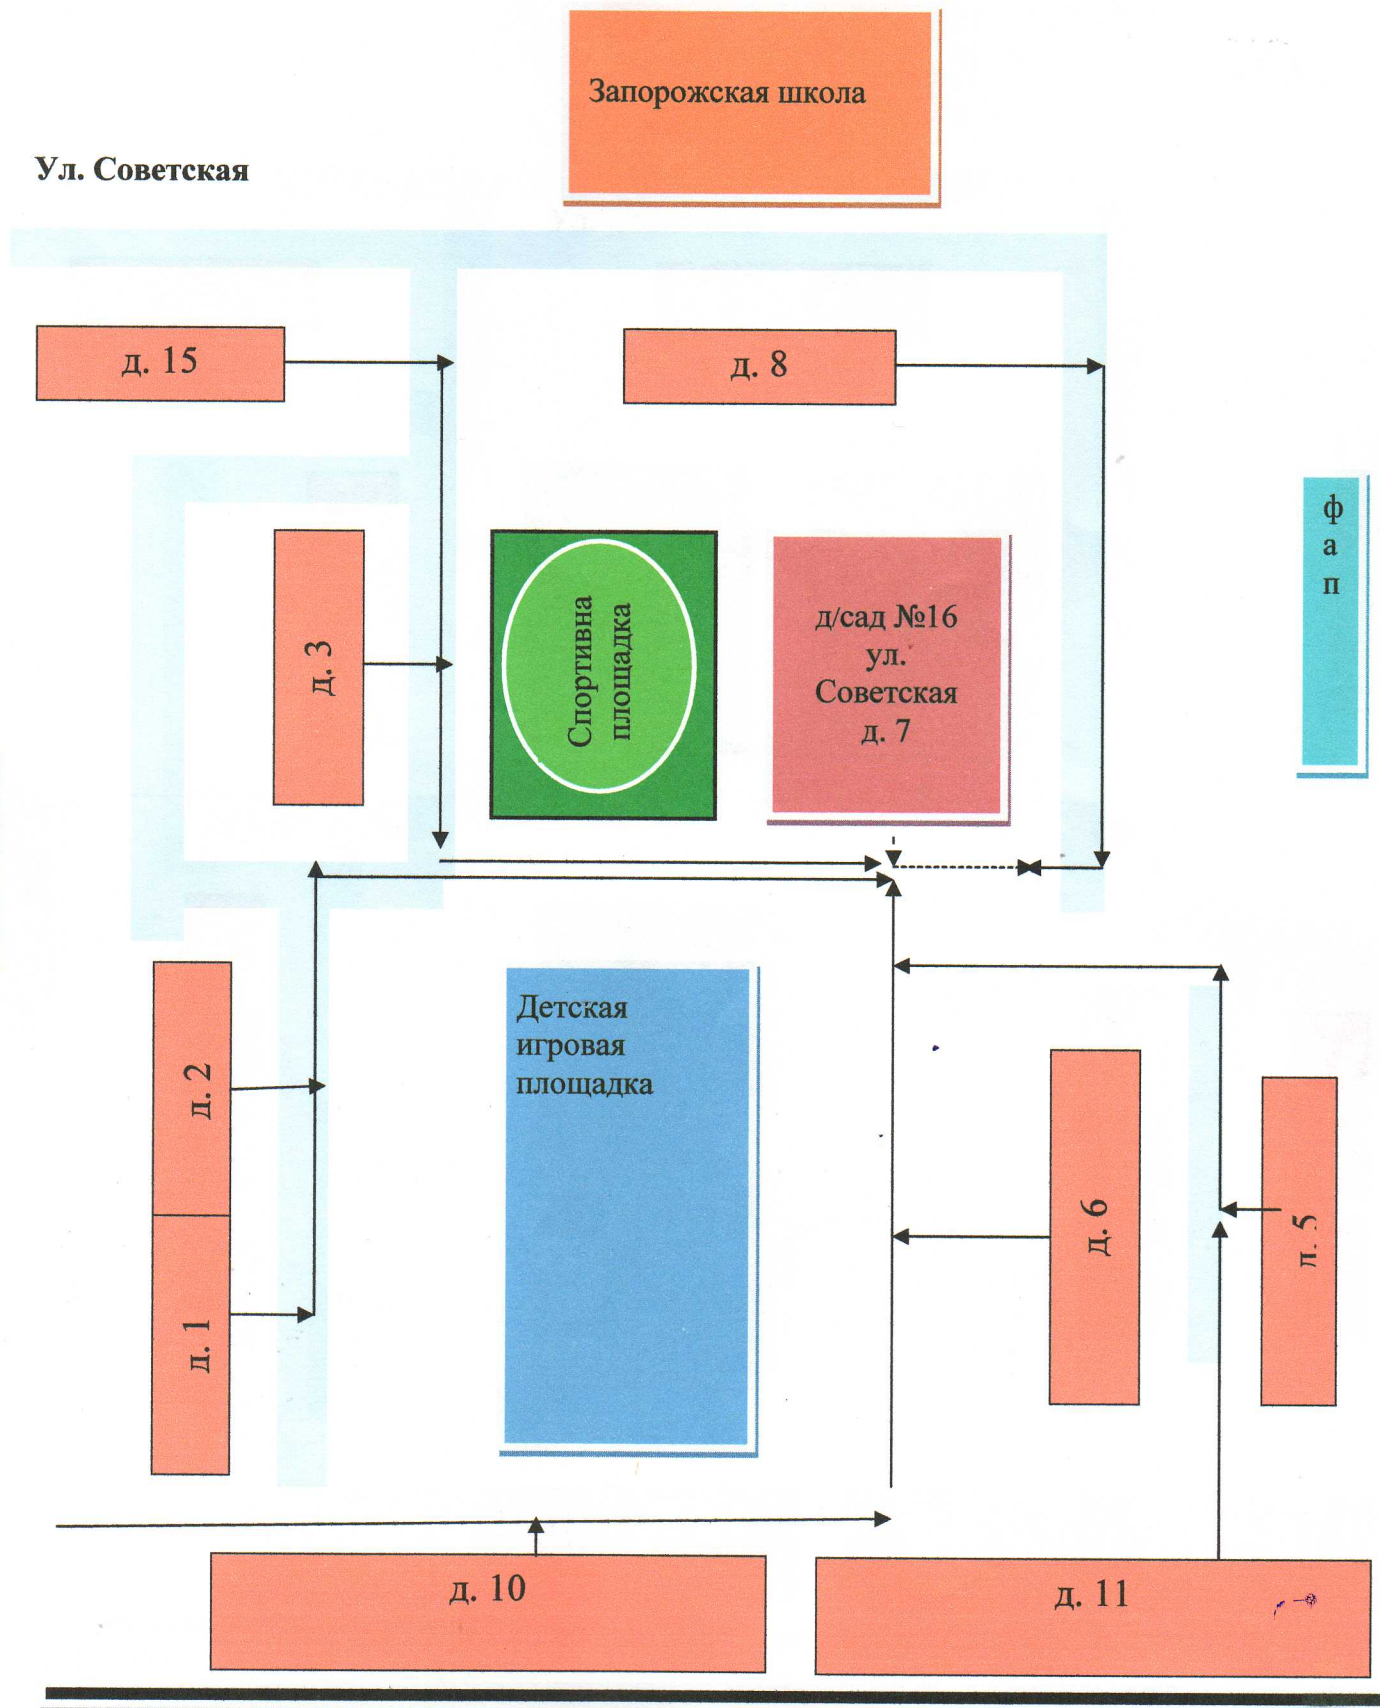 Запорожская школа
Ул. Советская
д. 15
д. 8
ф
а
п
д. 3
Спортивна
площадка
д/сад №16
ул.
Советская
д. 7
Детская
игровая
площадка
д. 2
д. 1
д. 6
л. 5
д. 10
д. 11